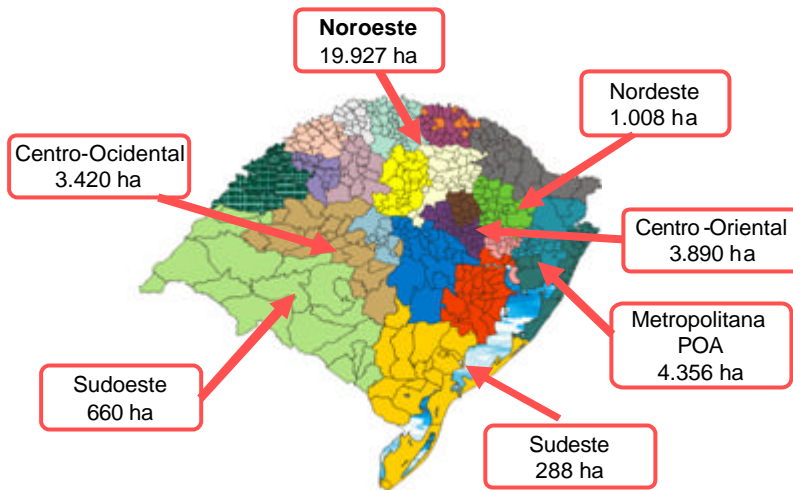 Noroeste
19.927 ha
Nordeste
1.008 ha
Centro-Ocidental
3.420 ha
Centro-Oriental
3.890 ha
Metropolitana
POA
4.356 ha
Sudoeste
660 ha
Sudeste
288 ha